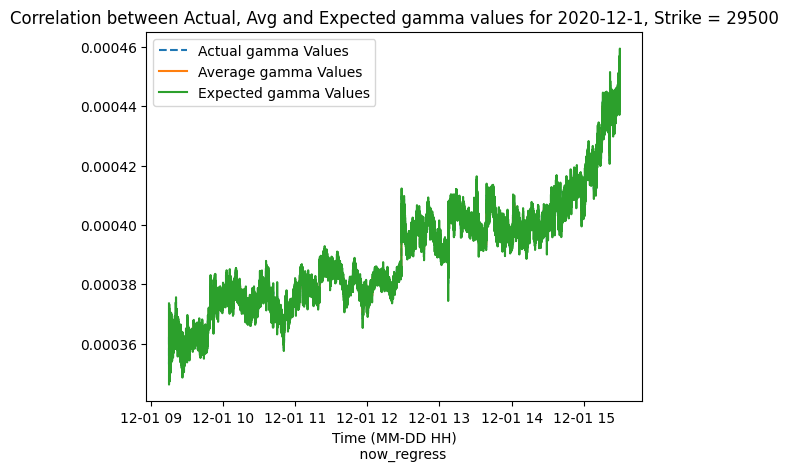 Correlation between Actual, Avg and Expected gamma values for 2020-12-1, Strike = 29500
0.00046
0.00044
0.00042
0.00040
0.00038
0.00036
Actual gamma Values
Average gamma Values
Expected gamma Values
12-01 09 12-01 10 12-01 11 12-01 12 12-01 13 12-01 14 12-01 15
Time (MM-DD HH)
now_regress